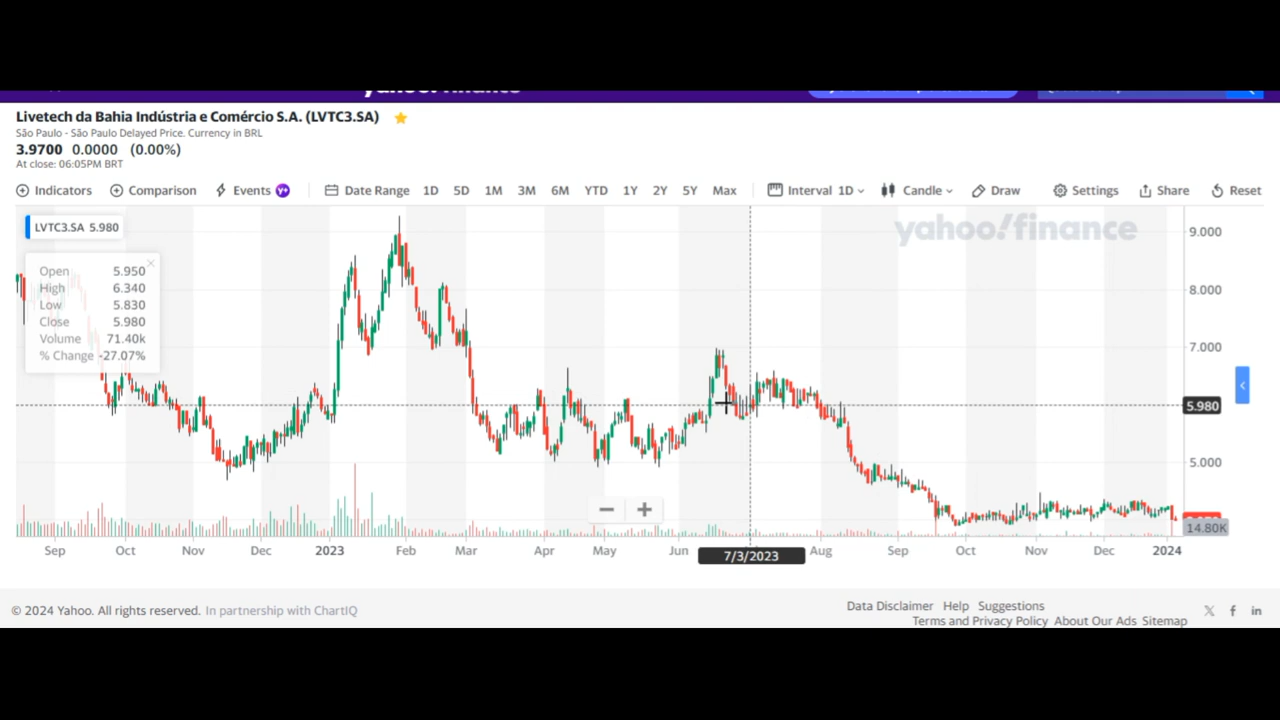 yahoo!finance
Livetech da Bahia Indústria e Comércio S.A. (LVTC3.SA)
São Paulo - São Paulo Delayed Price. Currency in BRL
3.9700 0.0000 (0.00%)
At close: 06:05PM BRT
Indicators Comparison Events Y+ Date Range 1D 5D 1M 3M 6M YTD 1Y 2Y 5Y Max Interval 1D Candle Draw Settings Share Reset
LVTC3.SA 5.980
yahoo!finance
Open 5.950
High 6.340
Low 5.830
Close 5.980
Volume 71.40k
% Change -27.07%
9.000
8.000
7.000
5.980
5.000
14.80K
Sep Oct Nov Dec 2023 Feb Mar Apr May Jun 7/3/2023 Aug Sep Oct Nov Dec 2024
© 2024 Yahoo. All rights reserved. In partnership with ChartIQ
Data Disclaimer Help Suggestions
Terms and Privacy Policy About Our Ads Sitemap